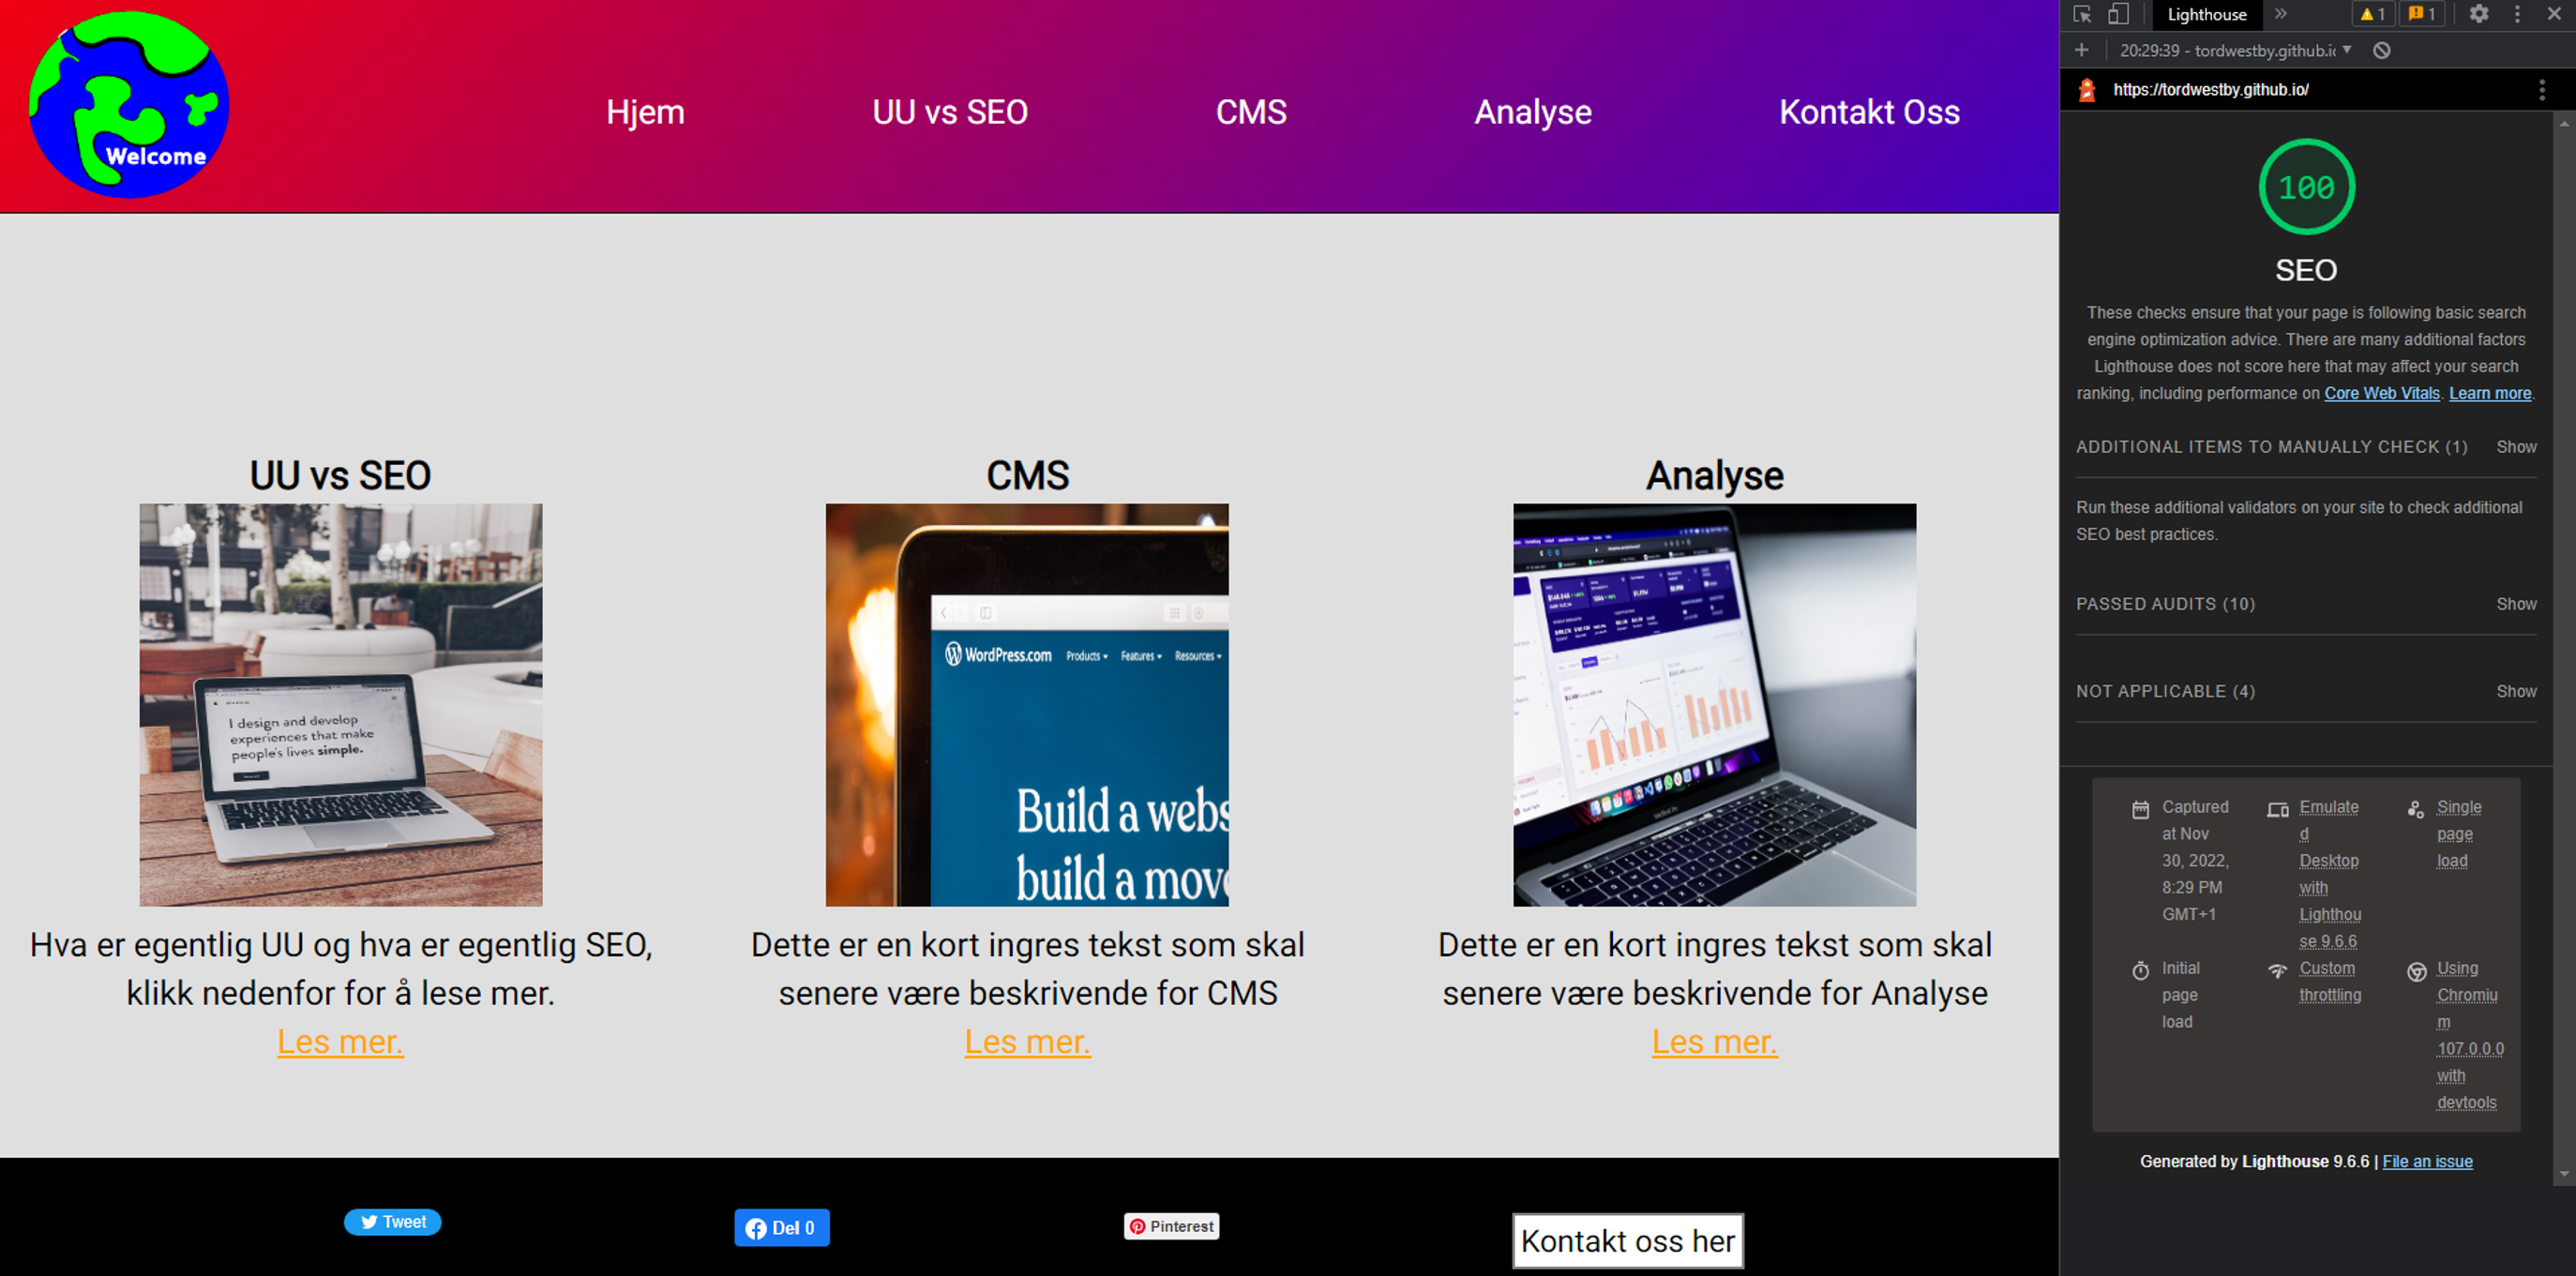 Welcome
Hjem
UU vs SEO
CMS
Analyse
Kontakt Oss
UU vs SEO
I design and develop
experiences that make
people's lives simple.
Hva er egentlig UU og hva er egentlig SEO,
klikk nedenfor for å lese mer.
Les mer.
CMS
WordPress.com Products Features Resources
Build a webs
build a move
Dette er en kort ingres tekst som skal
senere være beskrivende for CMS
Les mer.
Analyse
Dette er en kort ingres tekst som skal
senere være beskrivende for Analyse
Les mer.
Tweet
Del 0
Pinterest
Kontakt oss her
Lighthouse
1
1
20:29:39 - tordwestby.github.ic
https://tordwestby.github.io/
100
SEO
These checks ensure that your page is following basic search
engine optimization advice. There are many additional factors
Lighthouse does not score here that may affect your search
ranking, including performance on Core Web Vitals. Learn more.
ADDITIONAL ITEMS TO MANUALLY CHECK (1) Show
Run these additional validators on your site to check additional
SEO best practices.
PASSED AUDITS (10) Show
NOT APPLICABLE (4) Show
Captured
at Nov
30, 2022,
8:29 PM
GMT+1
Emulate
d
Desktop
with
Lighthou
se 9.6.6
Single
page
load
Initial
page
load
Custom
throttling
Using
Chromiu
m
107.0.0.0
with
devtools
Generated by Lighthouse 9.6.6 | File an issue